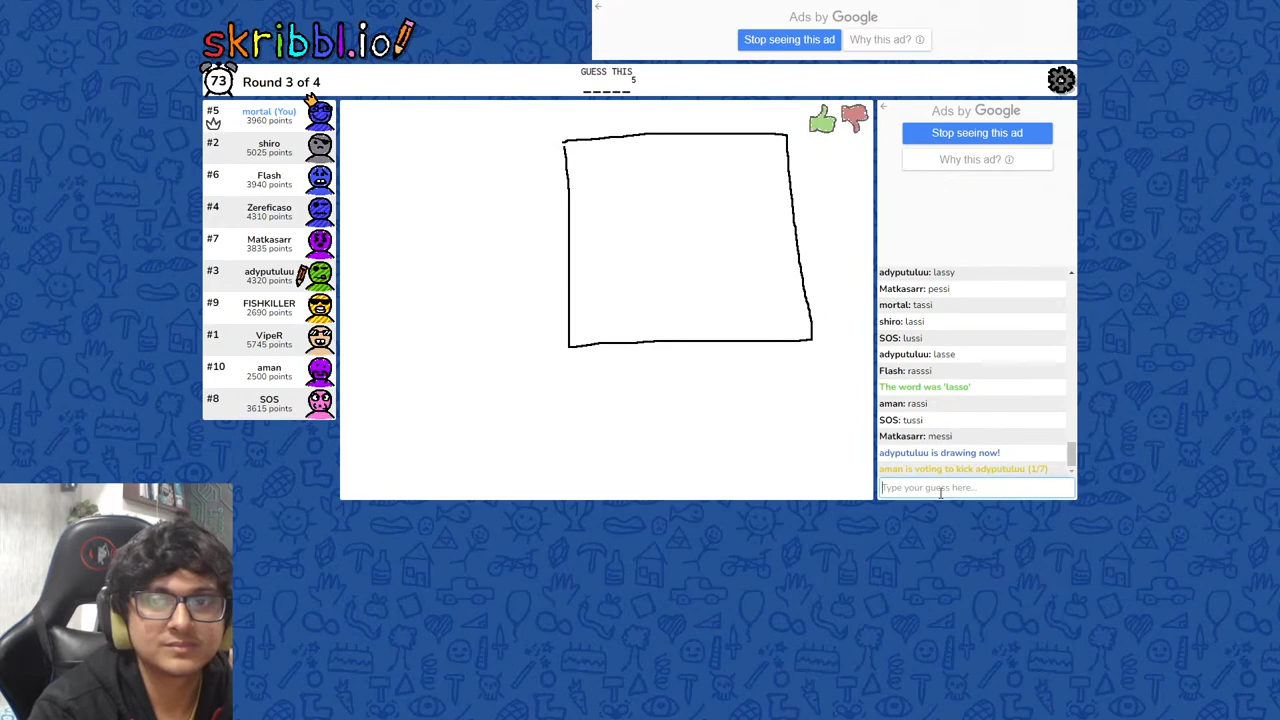 skribbl.io
Ads by Google
Stop seeing this ad
Why this ad?
73
Round 3 of 4
GUESS THIS
_____ 5
#5
mortal (You)
3960 points
#2
shiro
5025 points
#6
Flash
3940 points
#4
Zereficaso
4310 points
#7
Matkasarr
3835 points
#3
adyputuluu
4320 points
#9
FISHKILLER
2690 points
#1
VipeR
5745 points
#10
aman
2500 points
#8
SOS
3615 points
Ads by Google
Stop seeing this ad
Why this ad?
adyputuluu: lassy
Matkasarr: pessi
mortal: tassi
shiro: lassi
SOS: lussi
adyputuluu: lasse
Flash: rasssi
The word was 'lasso'
aman: rassi
SOS: tussi
Matkasarr: messi
adyputuluu is drawing now!
aman is voting to kick adyputuluu (1/7)
Type your guess here...